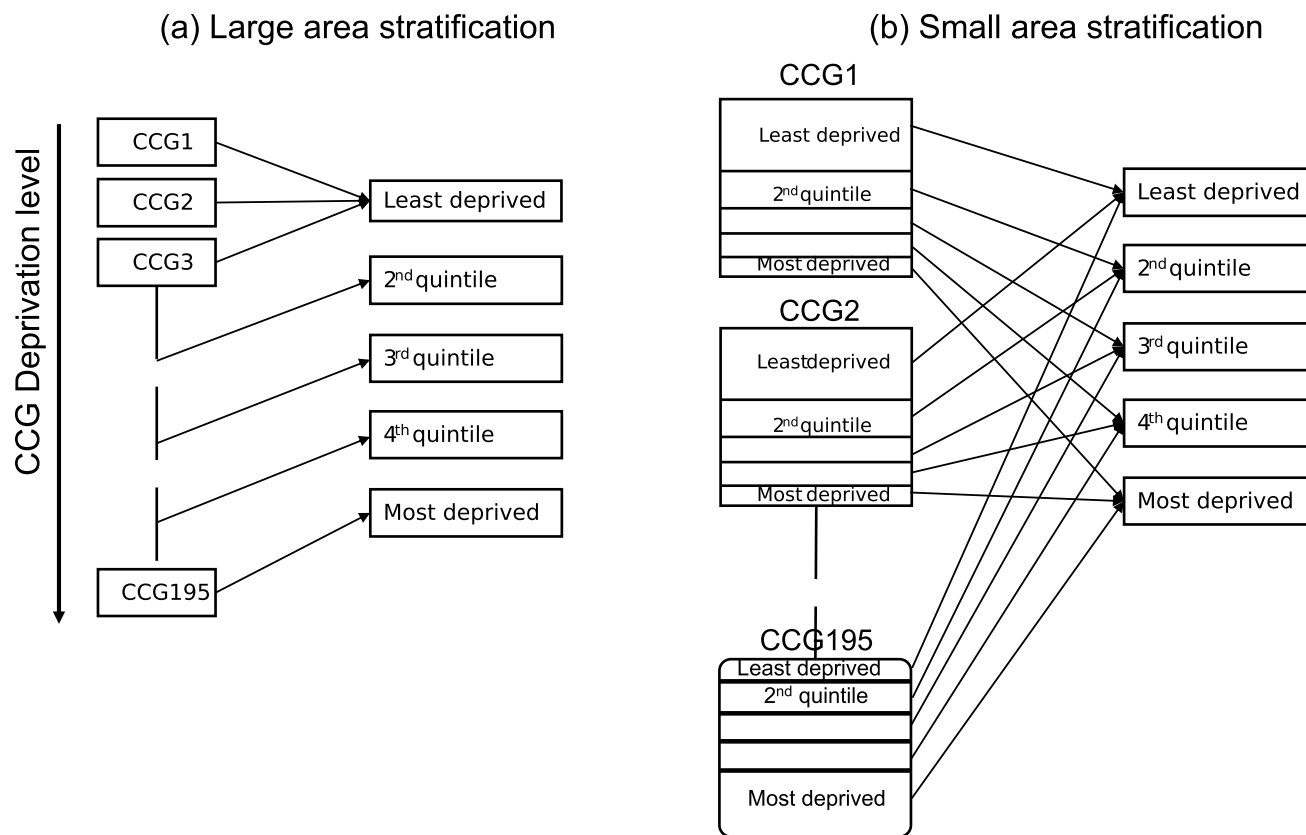 (a) Large area stratification
CCG Deprivation level
CCG1
CCG2
CCG3
CCG195
Least deprived
2nd quintile
3rd quintile
4th quintile
Most deprived
(b) Small area stratification
CCG1
Least deprived
2nd quintile
Most deprived
CCG2
Least deprived
2nd quintile
Most deprived
CCG195
Least deprived
2nd quintile
Most deprived
Least deprived
2nd quintile
3rd quintile
4th quintile
Most deprived